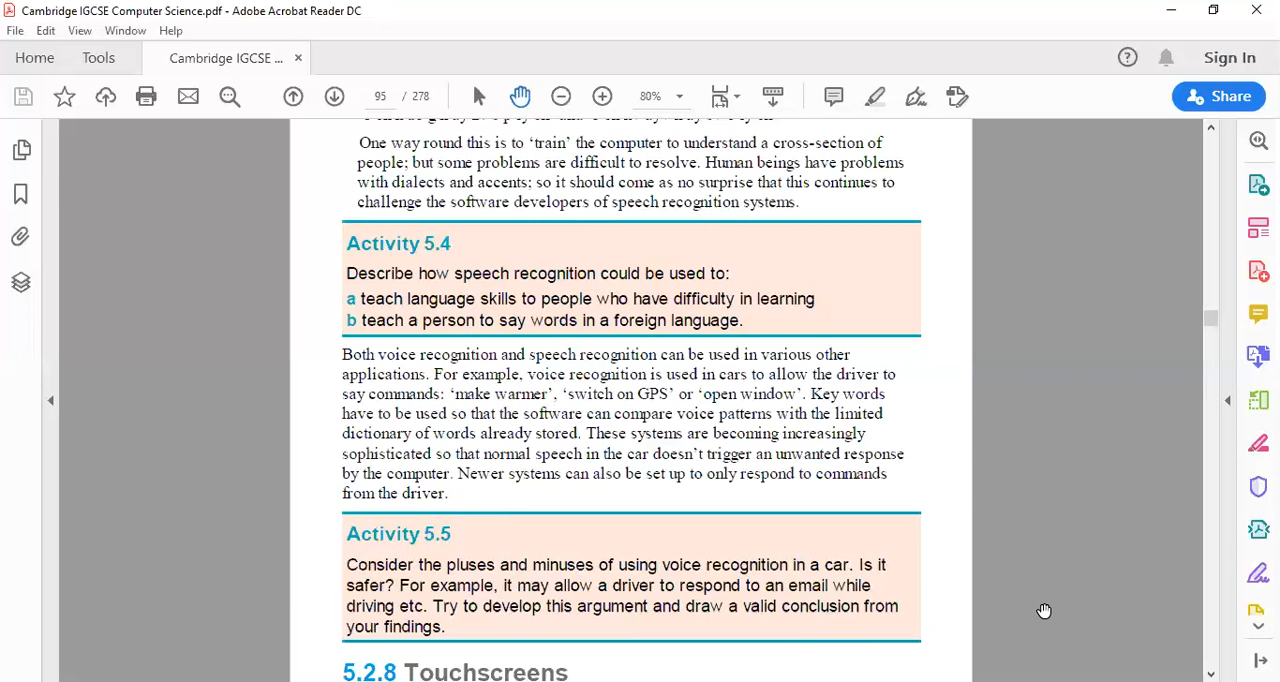 Cambridge IGCSE Computer Science.pdf - Adobe Acrobat Reader DC
File Edit View Window Help
Home Tools Cambridge IGCSE ... × Sign In
95 / 278 80% Share
One way round this is to ‘train’ the computer to understand a cross-section of
people; but some problems are difficult to resolve. Human beings have problems
with dialects and accents; so it should come as no surprise that this continues to
challenge the software developers of speech recognition systems.
Activity 5.4
Describe how speech recognition could be used to:
a teach language skills to people who have difficulty in learning
b teach a person to say words in a foreign language.
Both voice recognition and speech recognition can be used in various other
applications. For example, voice recognition is used in cars to allow the driver to
say commands: ‘make warmer’, ‘switch on GPS’ or ‘open window’. Key words
have to be used so that the software can compare voice patterns with the limited
dictionary of words already stored. These systems are becoming increasingly
sophisticated so that normal speech in the car doesn’t trigger an unwanted response
by the computer. Newer systems can also be set up to only respond to commands
from the driver.
Activity 5.5
Consider the pluses and minuses of using voice recognition in a car. Is it
safer? For example, it may allow a driver to respond to an email while
driving etc. Try to develop this argument and draw a valid conclusion from
your findings.
5.2.8 Touchscreens